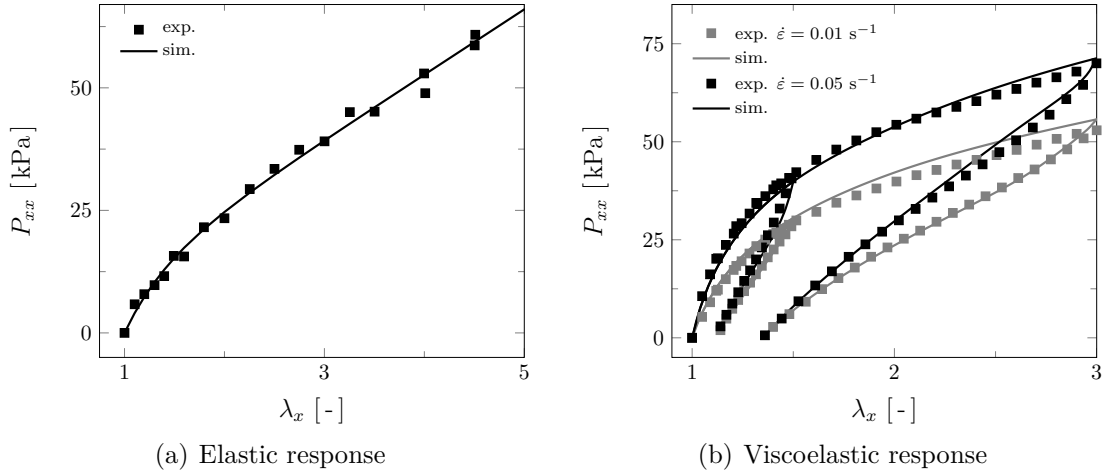 exp.
sim.
50
25
0
1
3
5
P_xx [kPa]
λ_x [-]
(a) Elastic response
exp. ε̇ = 0.01 s⁻¹
sim.
exp. ε̇ = 0.05 s⁻¹
sim.
75
50
25
0
1
2
3
P_xx [kPa]
λ_x [-]
(b) Viscoelastic response